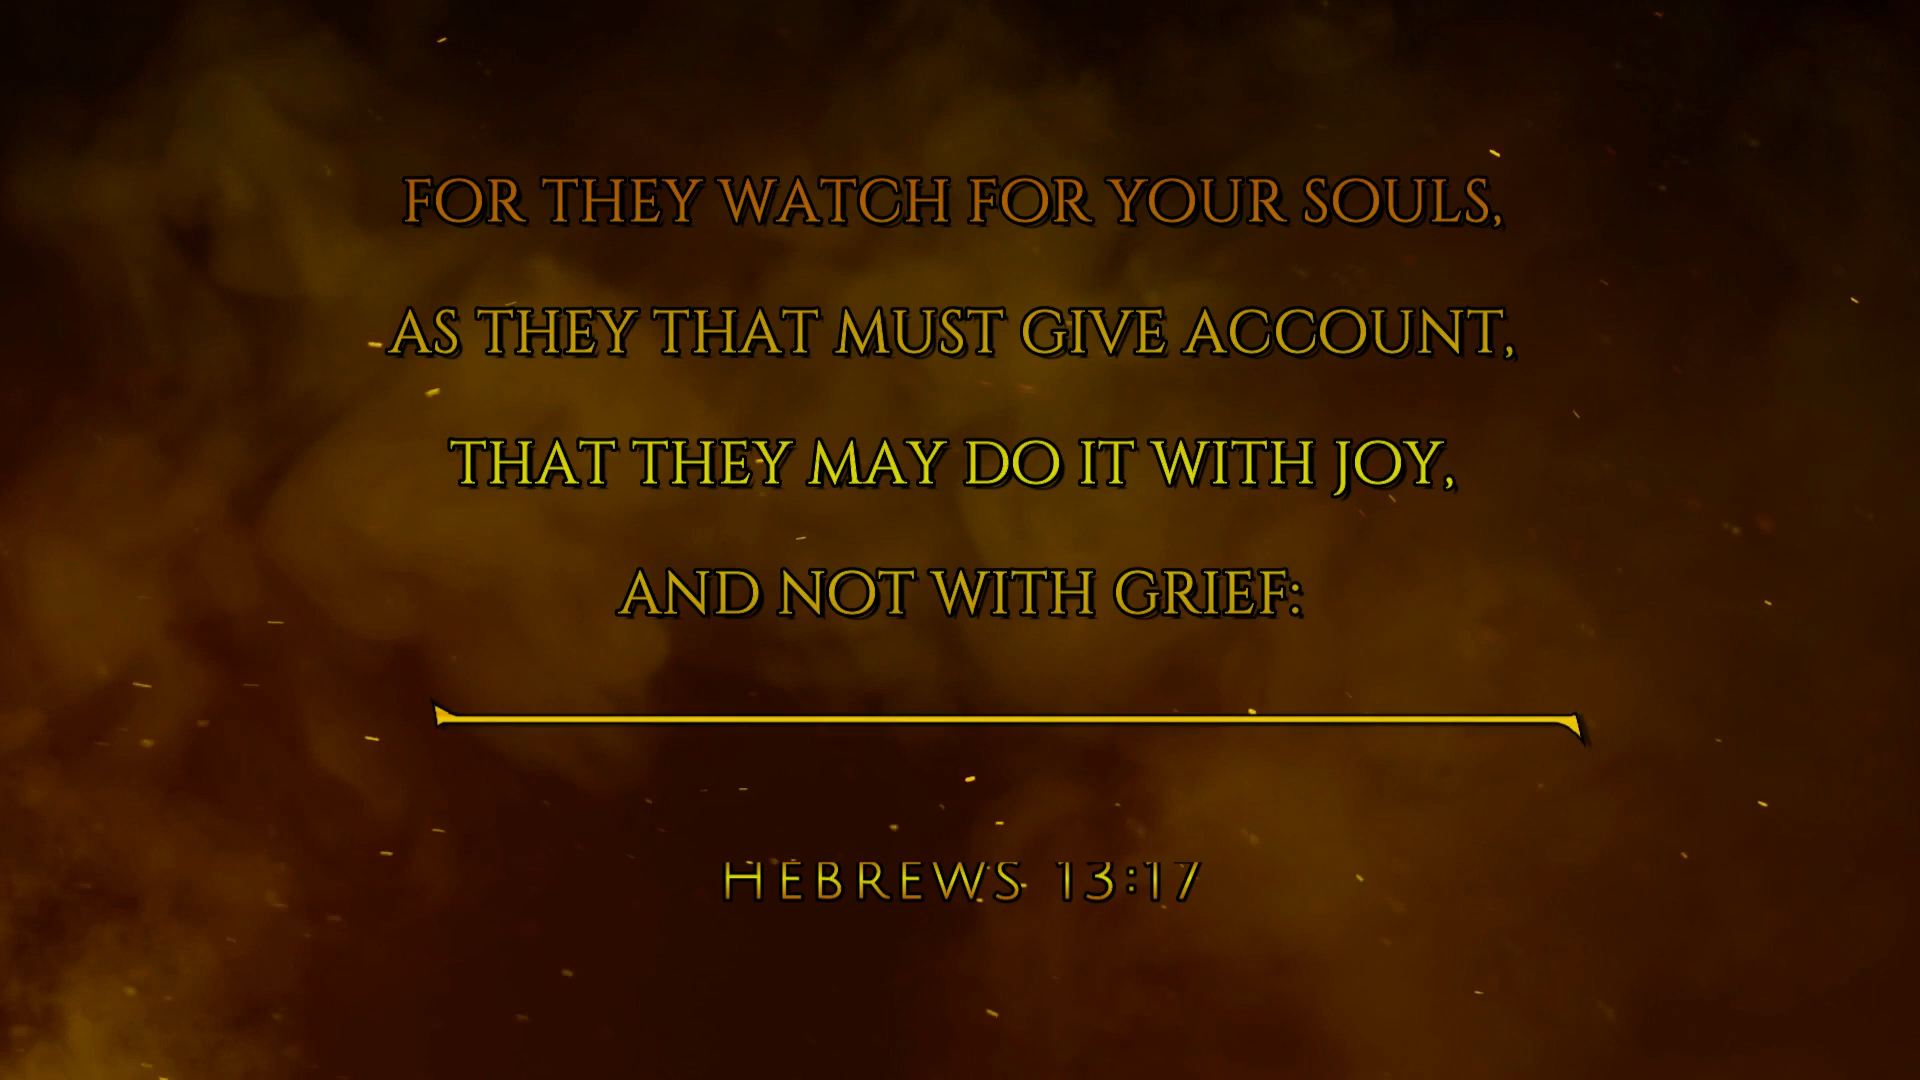 FOR THEY WATCH FOR YOUR SOULS,
AS THEY THAT MUST GIVE ACCOUNT,
THAT THEY MAY DO IT WITH JOY,
AND NOT WITH GRIEF:
HEBREWS 13:17